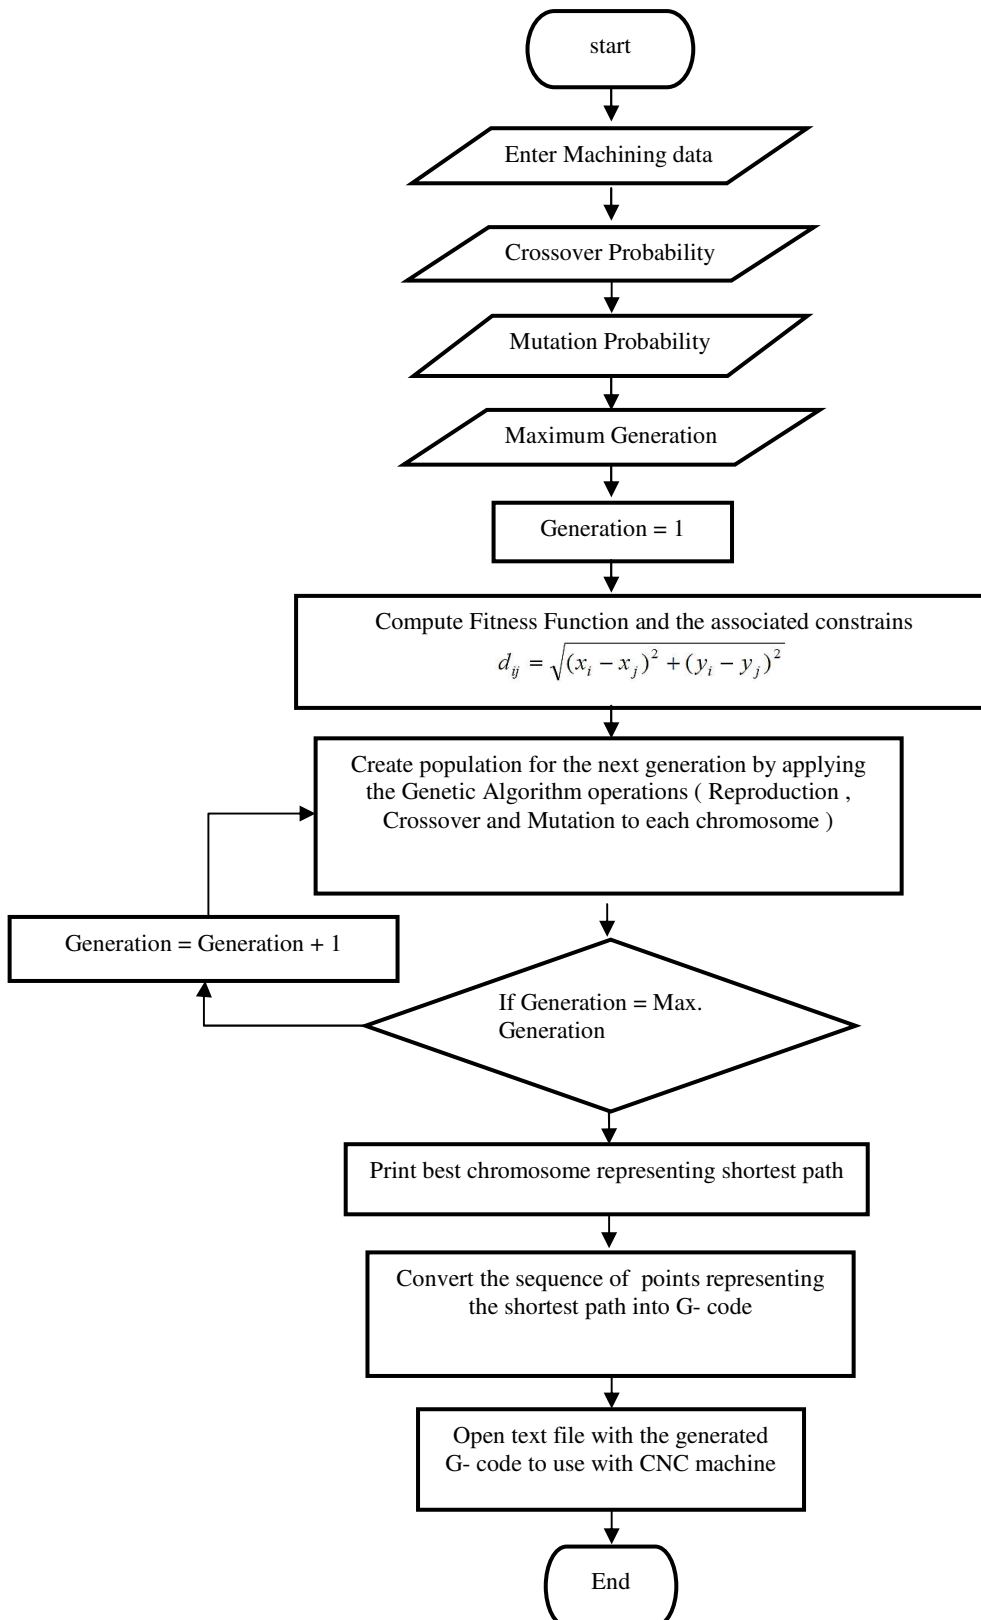 start
Enter Machining data
Crossover Probability
Mutation Probability
Maximum Generation
Generation = 1
Compute Fitness Function and the associated constrains
d_{ij} = \sqrt{(x_i - x_j)^2 + (y_i - y_j)^2}
Create population for the next generation by applying
the Genetic Algorithm operations ( Reproduction ,
Crossover and Mutation to each chromosome )
Generation = Generation + 1
If Generation = Max.
Generation
Print best chromosome representing shortest path
Convert the sequence of points representing
the shortest path into G- code
Open text file with the generated
G- code to use with CNC machine
End